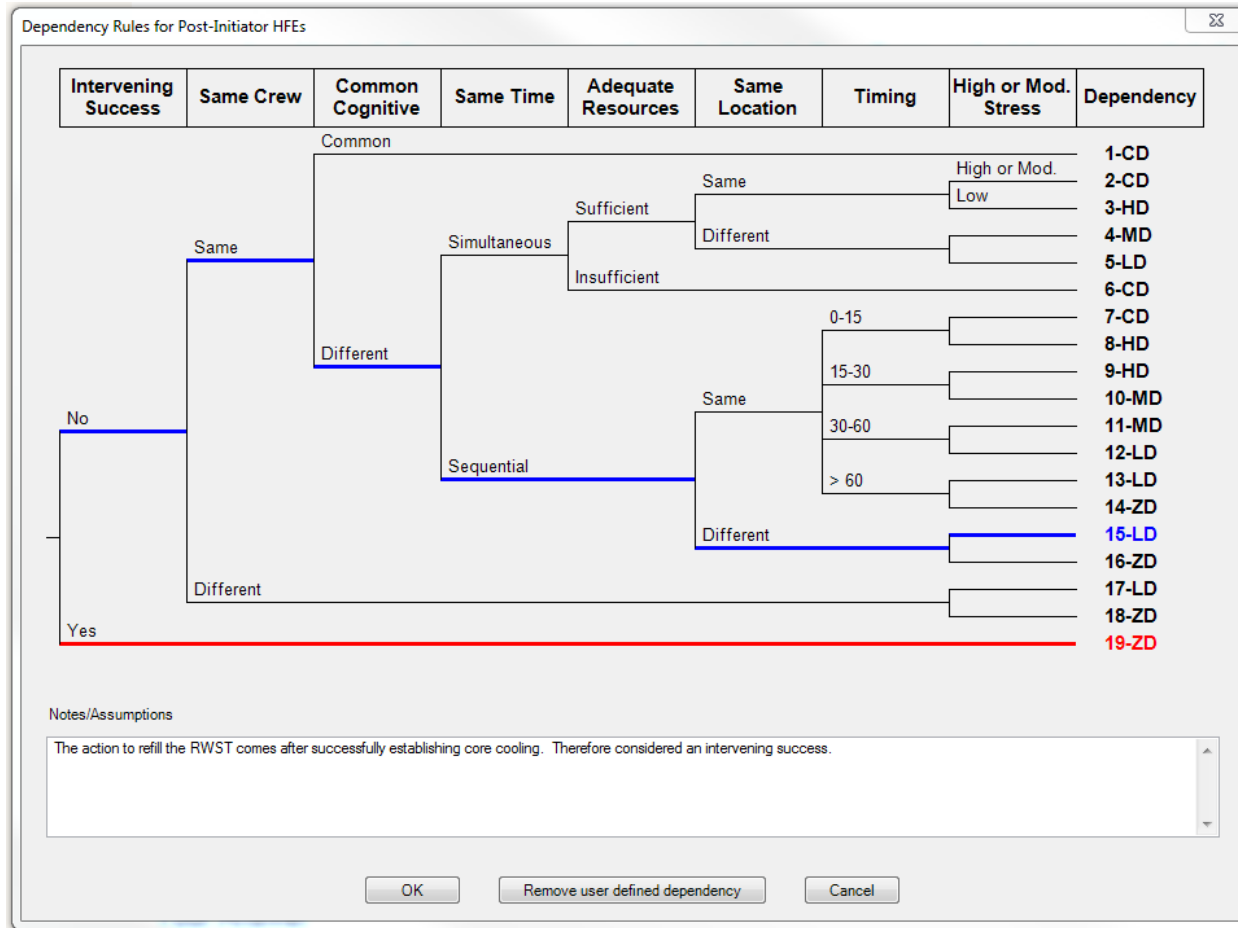 Dependency Rules for Post-Initiator HFEs
Intervening Success
Same Crew
Common Cognitive
Same Time
Adequate Resources
Same Location
Timing
High or Mod. Stress
Dependency
Common
1-CD
High or Mod.
Same
2-CD
Low
Sufficient
3-HD
Same
Simultaneous
Different
4-MD
5-LD
Insufficient
6-CD
0-15
7-CD
Different
8-HD
15-30
9-HD
Same
10-MD
No
30-60
11-MD
12-LD
Sequential
> 60
13-LD
14-ZD
Different
15-LD
16-ZD
Different
17-LD
18-ZD
Yes
19-ZD
Notes/Assumptions
The action to refill the RWST comes after successfully establishing core cooling. Therefore considered an intervening success.
OK
Remove user defined dependency
Cancel